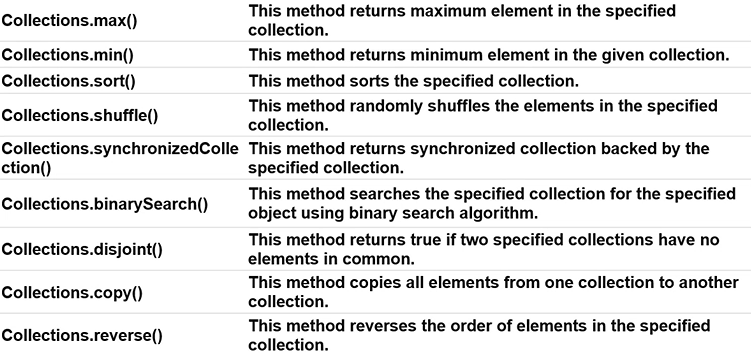 Collections.max()
This method returns maximum element in the specified
collection.
Collections.min()
This method returns minimum element in the given collection.
Collections.sort()
This method sorts the specified collection.
Collections.shuffle()
This method randomly shuffles the elements in the specified
collection.
Collections.synchronizedColle
ction()
This method returns synchronized collection backed by the
specified collection.
Collections.binarySearch()
This method searches the specified collection for the specified
object using binary search algorithm.
Collections.disjoint()
This method returns true if two specified collections have no
elements in common.
Collections.copy()
This method copies all elements from one collection to another
collection.
Collections.reverse()
This method reverses the order of elements in the specified
collection.